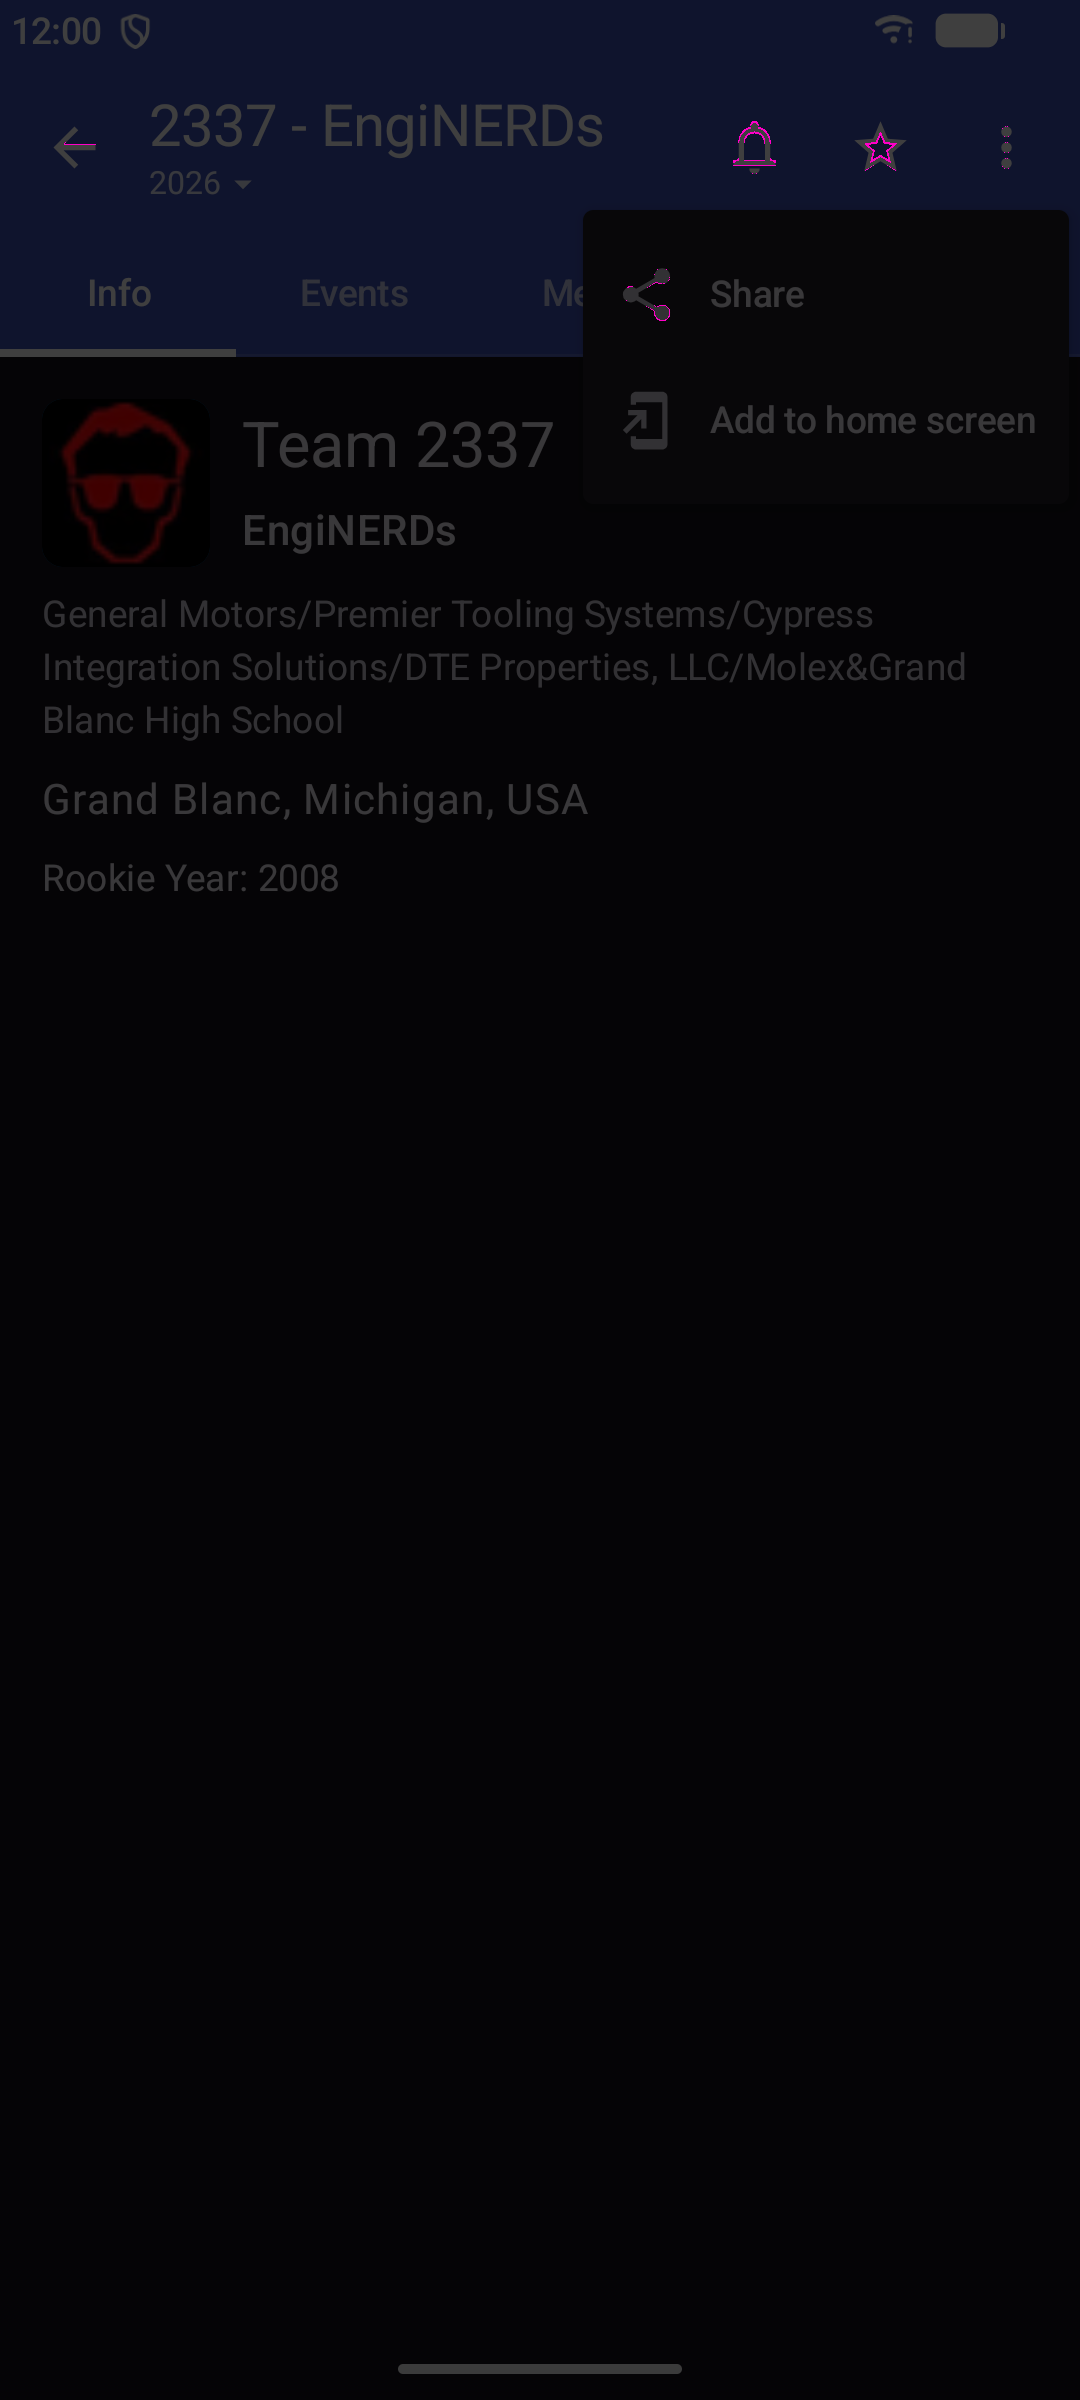 12:00
2337 - EngiNERDs
2026
Info
Events
Share
Add to home screen
Team 2337
EngiNERDs
General Motors/Premier Tooling Systems/Cypress
Integration Solutions/DTE Properties, LLC/Molex&Grand
Blanc High School
Grand Blanc, Michigan, USA
Rookie Year: 2008